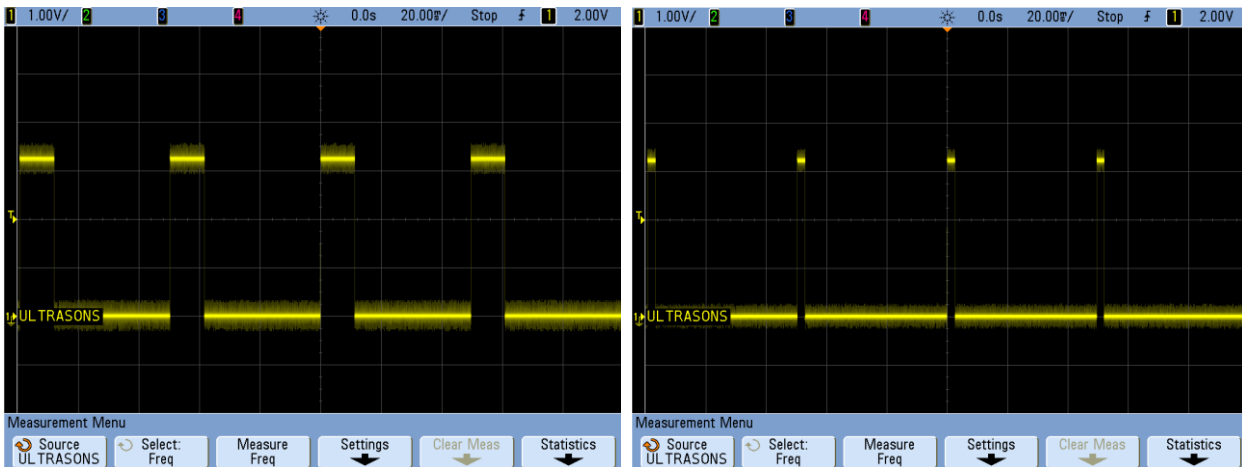 1 1.00V/ 2 3 4 0.0s 20.00ms/ Stop 1 2.00V
T
1 ULTRASONS
Measurement Menu
Source ULTRASONS
Select: Freq
Measure Freq
Settings
Clear Meas
Statistics
1 1.00V/ 2 3 4 0.0s 20.00ms/ Stop 1 2.00V
T
1 ULTRASONS
Measurement Menu
Source ULTRASONS
Select: Freq
Measure Freq
Settings
Clear Meas
Statistics